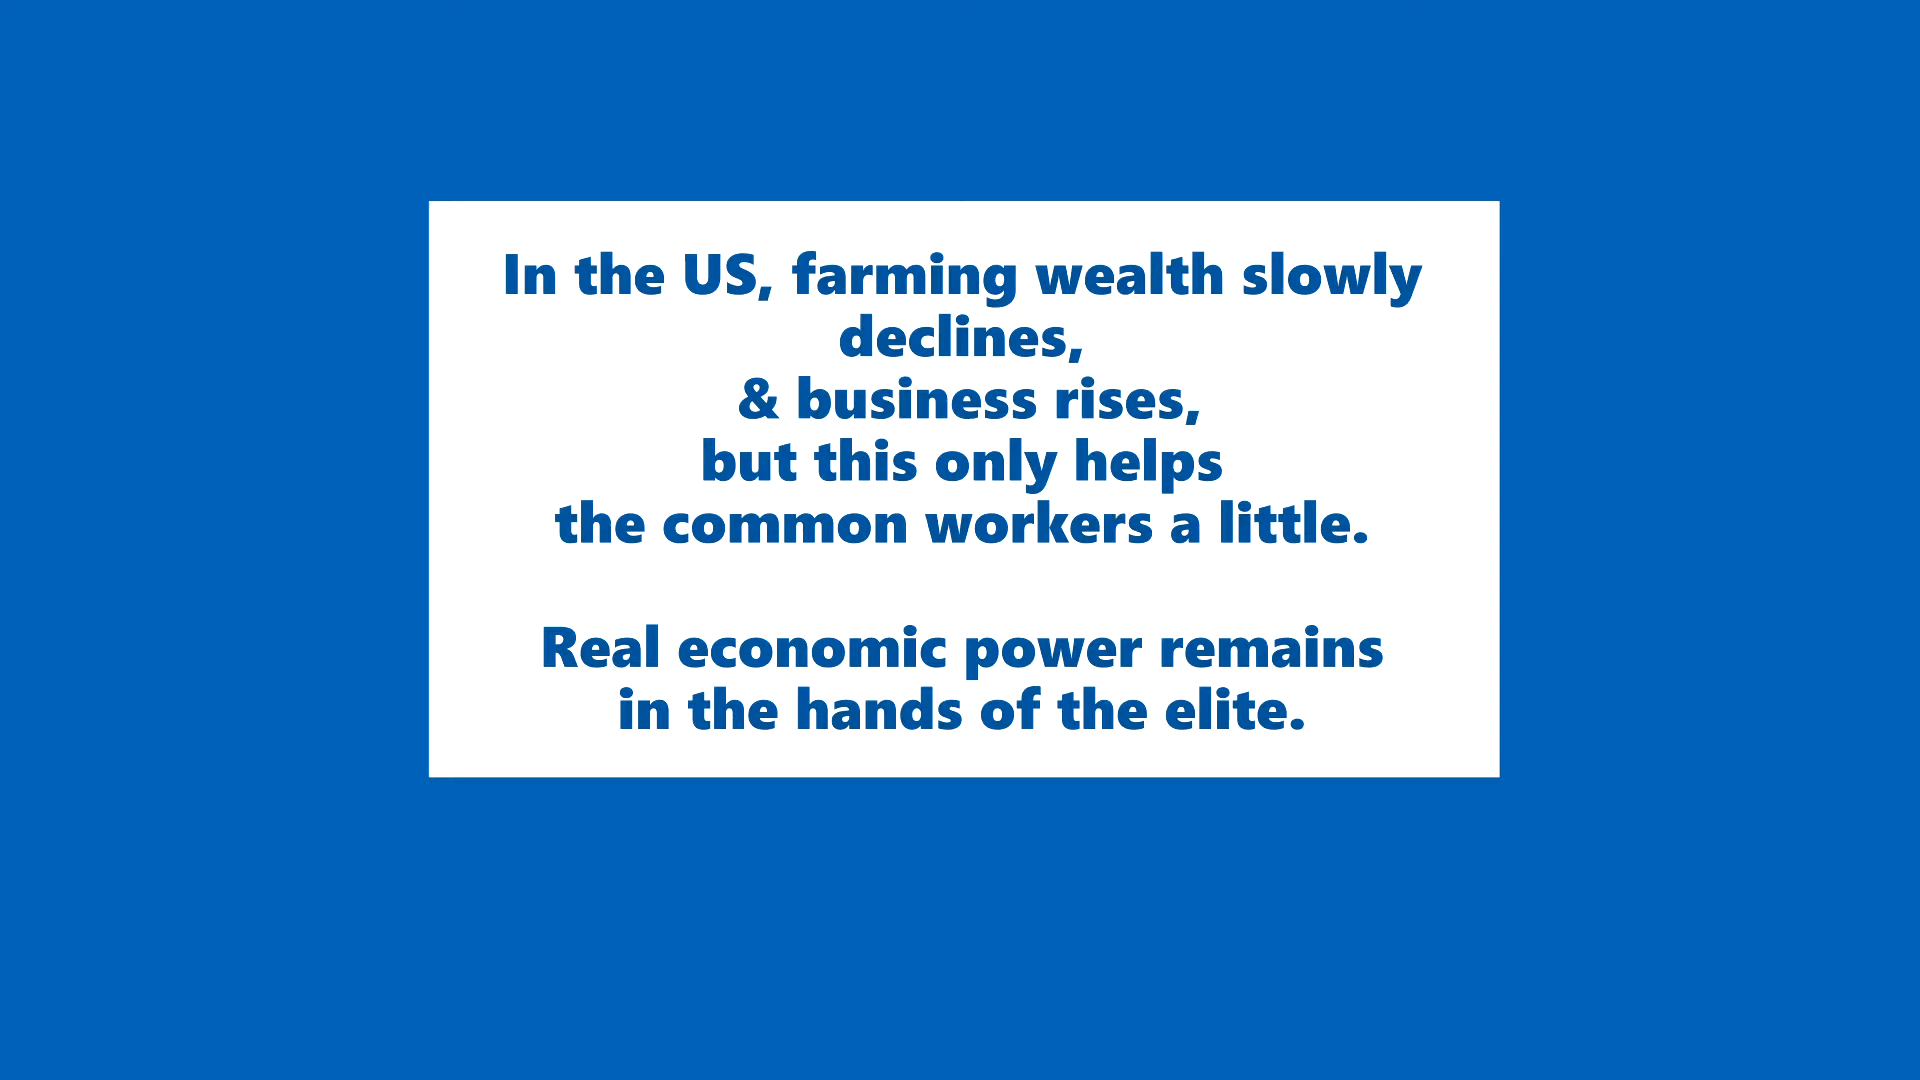 In the US, farming wealth slowly
declines,
& business rises,
but this only helps
the common workers a little.
Real economic power remains
in the hands of the elite.